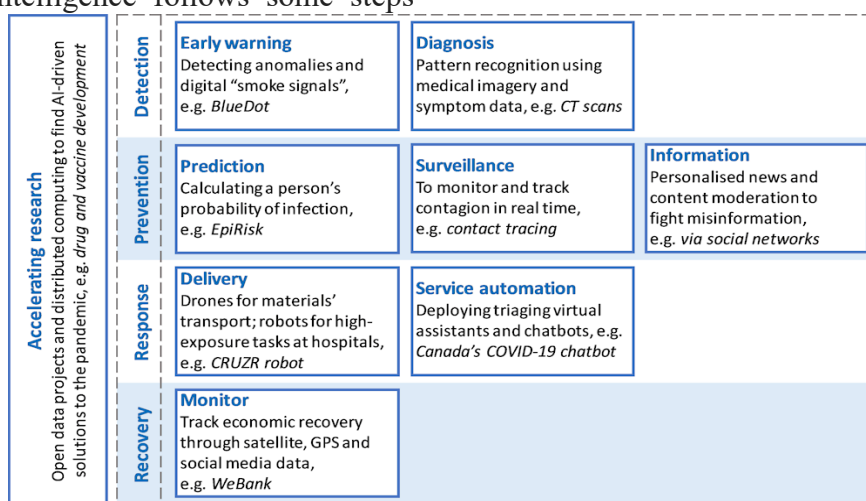 ntelligence follows some steps
Accelerating research
Open data projects and distributed computing to find AI-driven
solutions to the pandemic, e.g. drug and vaccine development
Detection
Early warning
Detecting anomalies and
digital “smoke signals”,
e.g. BlueDot
Diagnosis
Pattern recognition using
medical imagery and
symptom data, e.g. CT scans
Prevention
Prediction
Calculating a person’s
probability of infection,
e.g. EpiRisk
Surveillance
To monitor and track
contagion in real time,
e.g. contact tracing
Information
Personalised news and
content moderation to
fight misinformation,
e.g. via social networks
Response
Delivery
Drones for materials’
transport; robots for high-
exposure tasks at hospitals,
e.g. CRUZR robot
Service automation
Deploying triaging virtual
assistants and chatbots, e.g.
Canada’s COVID-19 chatbot
Recovery
Monitor
Track economic recovery
through satellite, GPS and
social media data,
e.g. WeBank